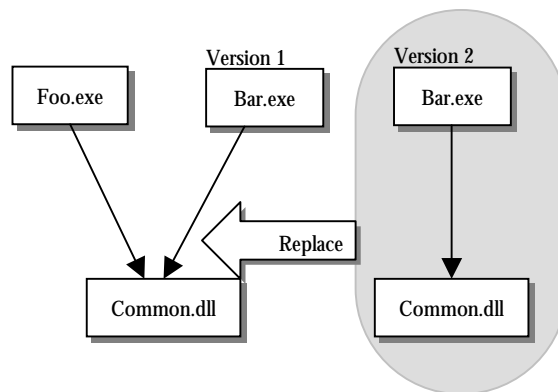 Version 1
Version 2
Foo.exe
Bar.exe
Bar.exe
Replace
Common.dll
Common.dll